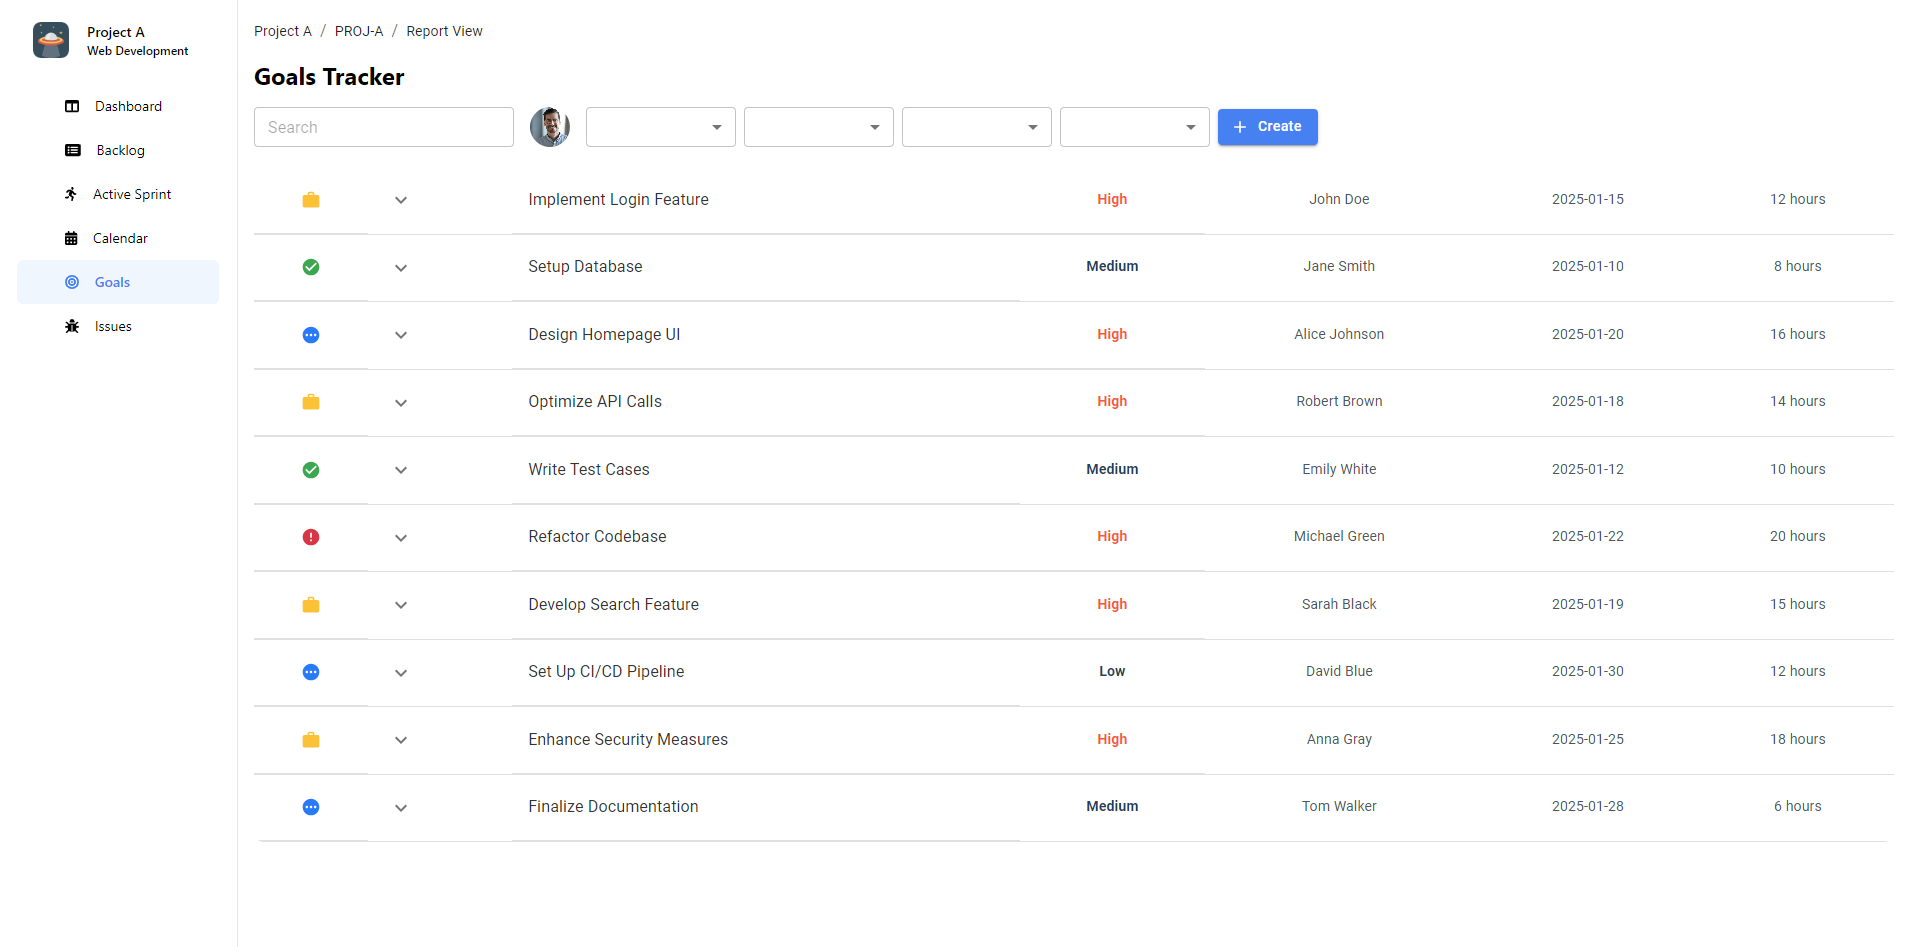 Project A
Web Development
Dashboard
Backlog
Active Sprint
Calendar
Goals
Issues
Project A / PROJ-A / Report View
Goals Tracker
Search
Create
Implement Login Feature High John Doe 2025-01-15 12 hours
Setup Database Medium Jane Smith 2025-01-10 8 hours
Design Homepage UI High Alice Johnson 2025-01-20 16 hours
Optimize API Calls High Robert Brown 2025-01-18 14 hours
Write Test Cases Medium Emily White 2025-01-12 10 hours
Refactor Codebase High Michael Green 2025-01-22 20 hours
Develop Search Feature High Sarah Black 2025-01-19 15 hours
Set Up CI/CD Pipeline Low David Blue 2025-01-30 12 hours
Enhance Security Measures High Anna Gray 2025-01-25 18 hours
Finalize Documentation Medium Tom Walker 2025-01-28 6 hours